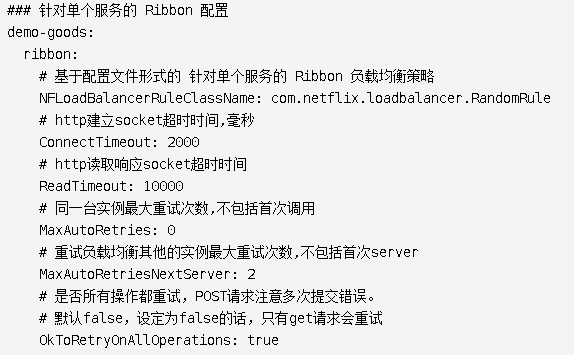 ### 针对单个服务的 Ribbon 配置
demo-goods:
  ribbon:
    # 基于配置文件形式的 针对单个服务的 Ribbon 负载均衡策略
    NFLoadBalancerRuleClassName: com.netflix.loadbalancer.RandomRule
    # http建立socket超时时间,毫秒
    ConnectTimeout: 2000
    # http读取响应socket超时时间
    ReadTimeout: 10000
    # 同一台实例最大重试次数,不包括首次调用
    MaxAutoRetries: 0
    # 重试负载均衡其他的实例最大重试次数,不包括首次server
    MaxAutoRetriesNextServer: 2
    # 是否所有操作都重试，POST请求注意多次提交错误。
    # 默认false，设定为false的话，只有get请求会重试
    OkToRetryOnAllOperations: true